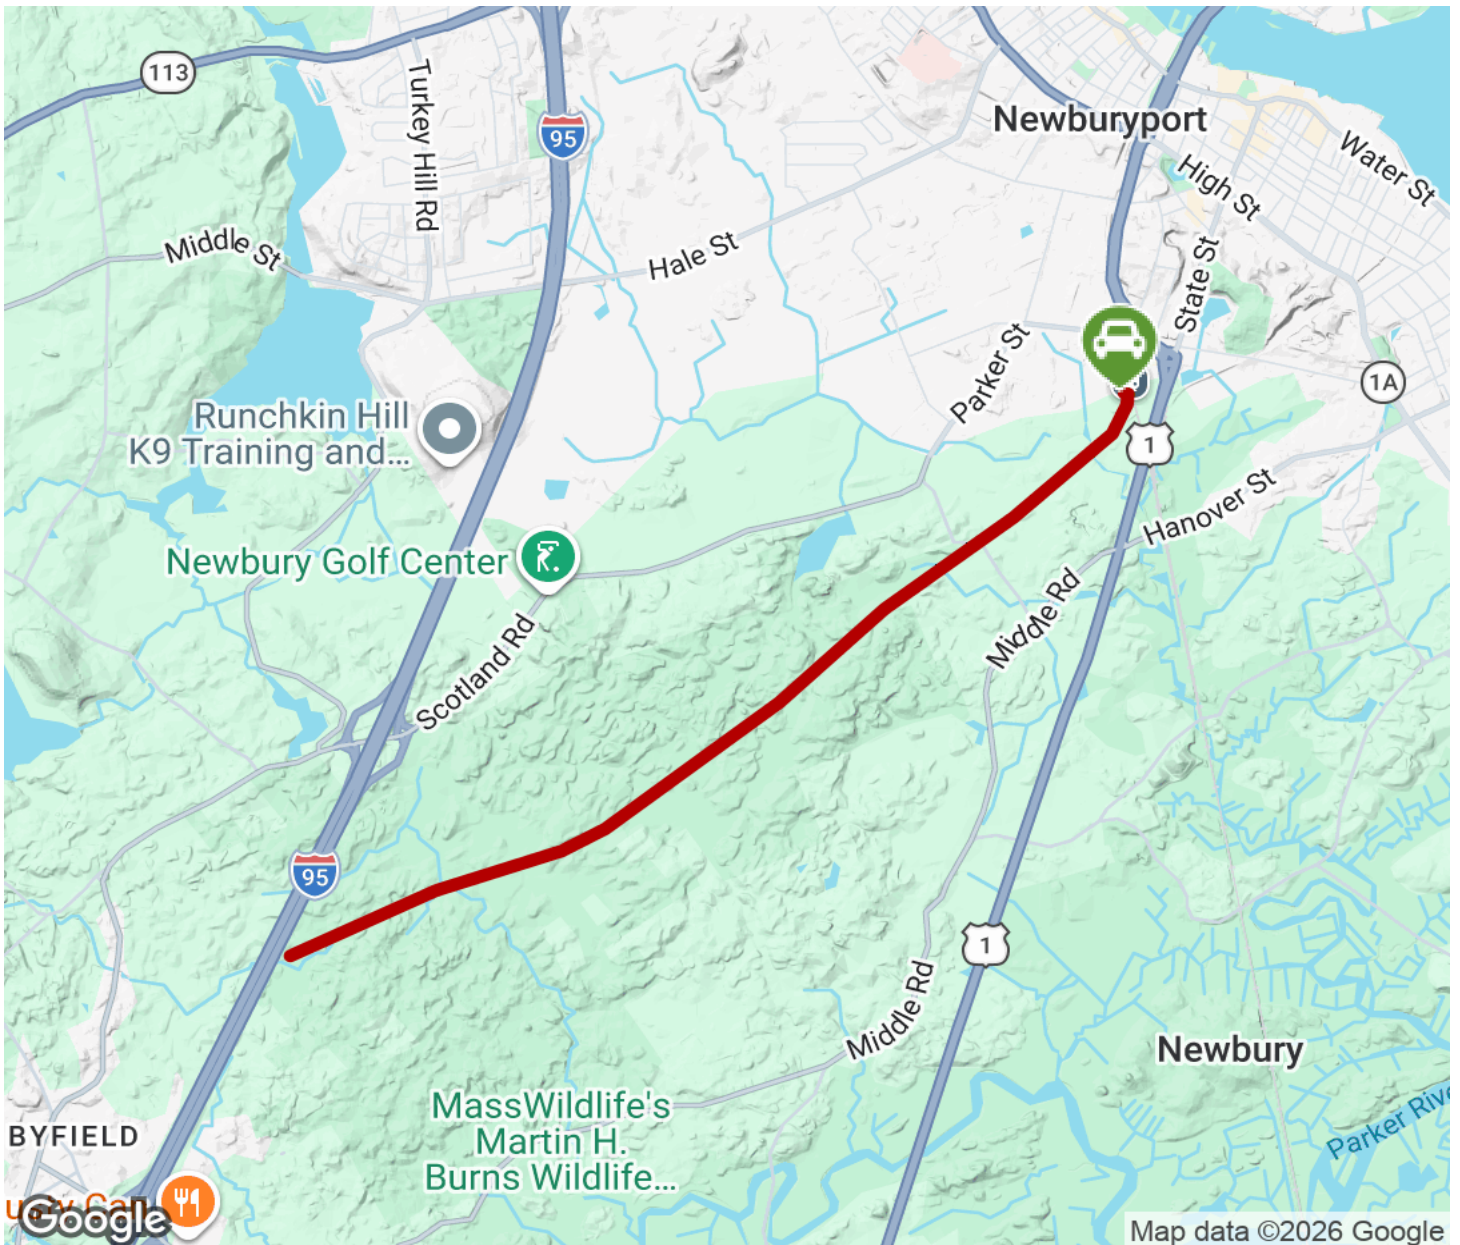 113
Turkey Hill Rd
95
Newburyport
Water St
High St
Middle St
Hale St
State St
Parker St
1A
Runchkin Hill
K9 Training and...
1
Hanover St
Newbury Golf Center
Middle Rd
Scotland Rd
95
1
Middle Rd
Newbury
MassWildlife's
Martin H.
Burns Wildlife...
Parker Rive
BYFIELD
Google
Map data ©2026 Google